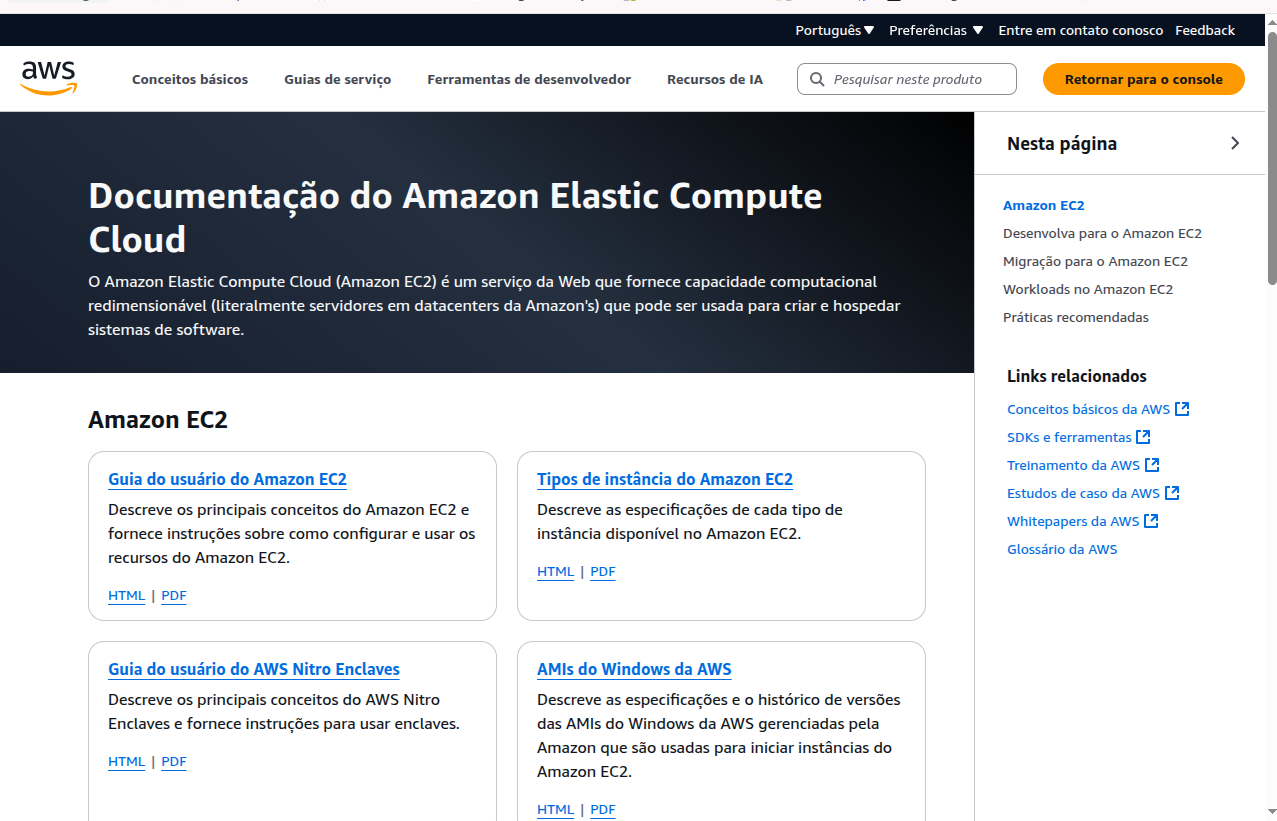 Português Preferências Entre em contato conosco Feedback
aws Conceitos básicos Guias de serviço Ferramentas de desenvolvedor Recursos de IA Pesquisar neste produto Retornar para o console
Documentação do Amazon Elastic Compute
Cloud
O Amazon Elastic Compute Cloud (Amazon EC2) é um serviço da Web que fornece capacidade computacional
redimensionável (literalmente servidores em datacenters da Amazon's) que pode ser usada para criar e hospedar
sistemas de software.
Amazon EC2
Guia do usuário do Amazon EC2
Descreve os principais conceitos do Amazon EC2 e
fornece instruções sobre como configurar e usar os
recursos do Amazon EC2.
HTML | PDF
Tipos de instância do Amazon EC2
Descreve as especificações de cada tipo de
instância disponível no Amazon EC2.
HTML | PDF
Guia do usuário do AWS Nitro Enclaves
Descreve os principais conceitos do AWS Nitro
Enclaves e fornece instruções para usar enclaves.
HTML | PDF
AMIs do Windows da AWS
Descreve as especificações e o histórico de versões
das AMIs do Windows da AWS gerenciadas pela
Amazon que são usadas para iniciar instâncias do
Amazon EC2.
HTML | PDF
Nesta página
Amazon EC2
Desenvolva para o Amazon EC2
Migração para o Amazon EC2
Workloads no Amazon EC2
Práticas recomendadas
Links relacionados
Conceitos básicos da AWS
SDKs e ferramentas
Treinamento da AWS
Estudos de caso da AWS
Whitepapers da AWS
Glossário da AWS